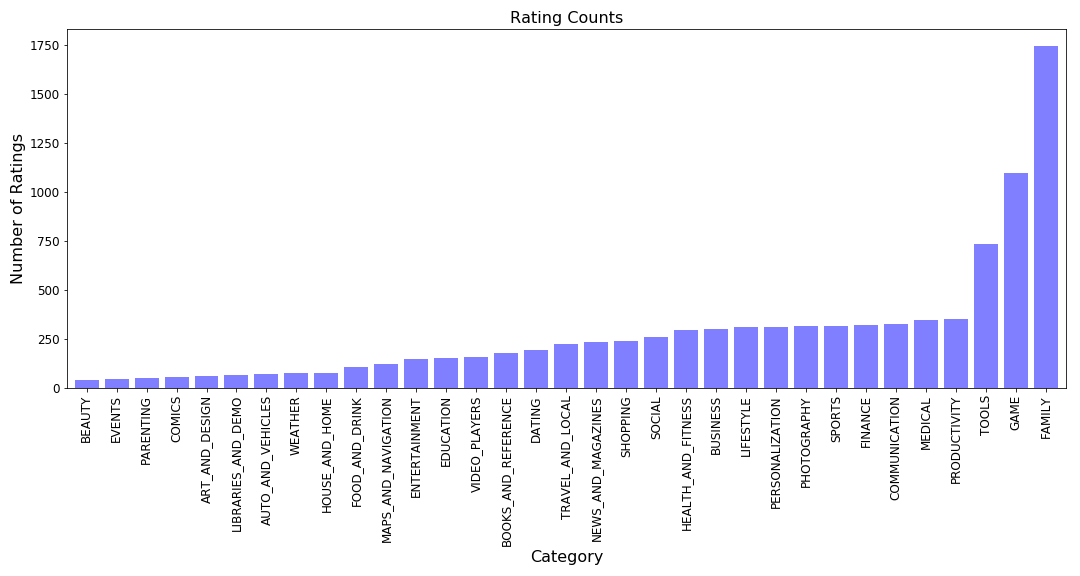 Rating Counts
Number of Ratings
1750
1500
1250
1000
750
500
250
0
BEAUTY
EVENTS
PARENTING
COMICS
ART_AND_DESIGN
LIBRARIES_AND_DEMO
AUTO_AND_VEHICLES
WEATHER
HOUSE_AND_HOME
FOOD_AND_DRINK
MAPS_AND_NAVIGATION
ENTERTAINMENT
EDUCATION
VIDEO_PLAYERS
BOOKS_AND_REFERENCE
DATING
TRAVEL_AND_LOCAL
NEWS_AND_MAGAZINES
SHOPPING
SOCIAL
HEALTH_AND_FITNESS
BUSINESS
LIFESTYLE
PERSONALIZATION
PHOTOGRAPHY
SPORTS
FINANCE
COMMUNICATION
MEDICAL
PRODUCTIVITY
TOOLS
GAME
FAMILY
Category